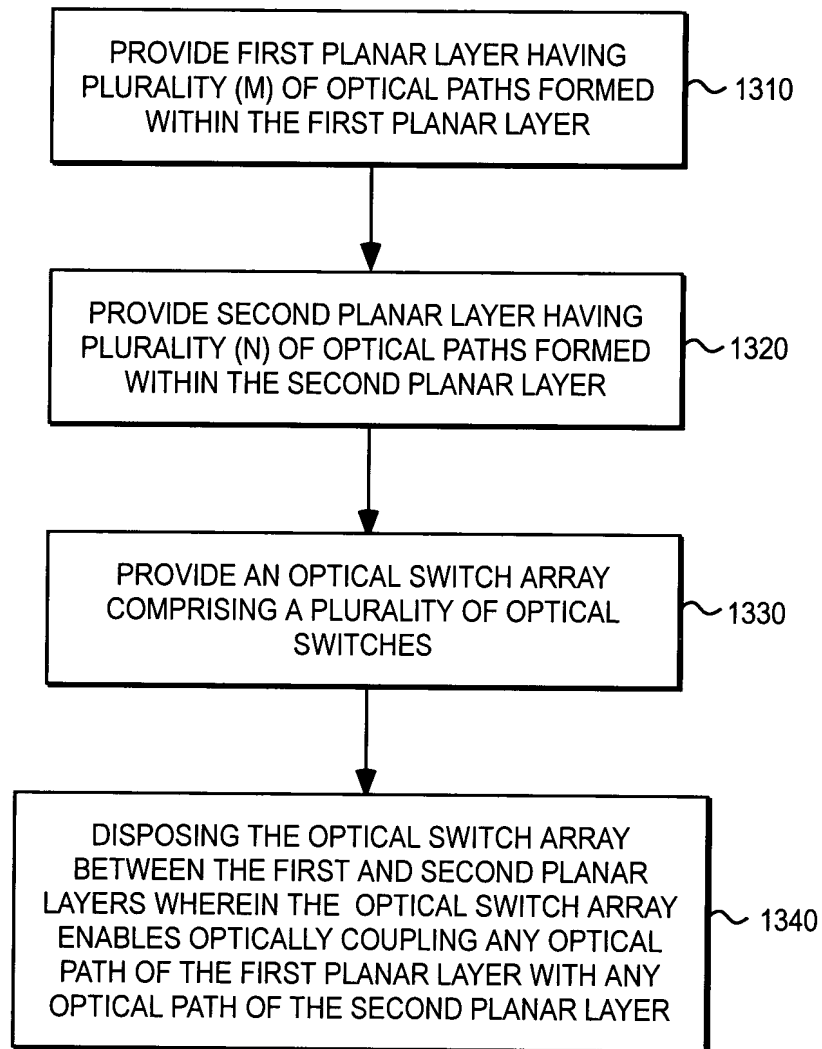 PROVIDE FIRST PLANAR LAYER HAVING
PLURALITY (M) OF OPTICAL PATHS FORMED
WITHIN THE FIRST PLANAR LAYER
1310
PROVIDE SECOND PLANAR LAYER HAVING
PLURALITY (N) OF OPTICAL PATHS FORMED
WITHIN THE SECOND PLANAR LAYER
1320
PROVIDE AN OPTICAL SWITCH ARRAY
COMPRISING A PLURALITY OF OPTICAL
SWITCHES
1330
DISPOSING THE OPTICAL SWITCH ARRAY
BETWEEN THE FIRST AND SECOND PLANAR
LAYERS WHEREIN THE OPTICAL SWITCH ARRAY
ENABLES OPTICALLY COUPLING ANY OPTICAL
PATH OF THE FIRST PLANAR LAYER WITH ANY
OPTICAL PATH OF THE SECOND PLANAR LAYER
1340